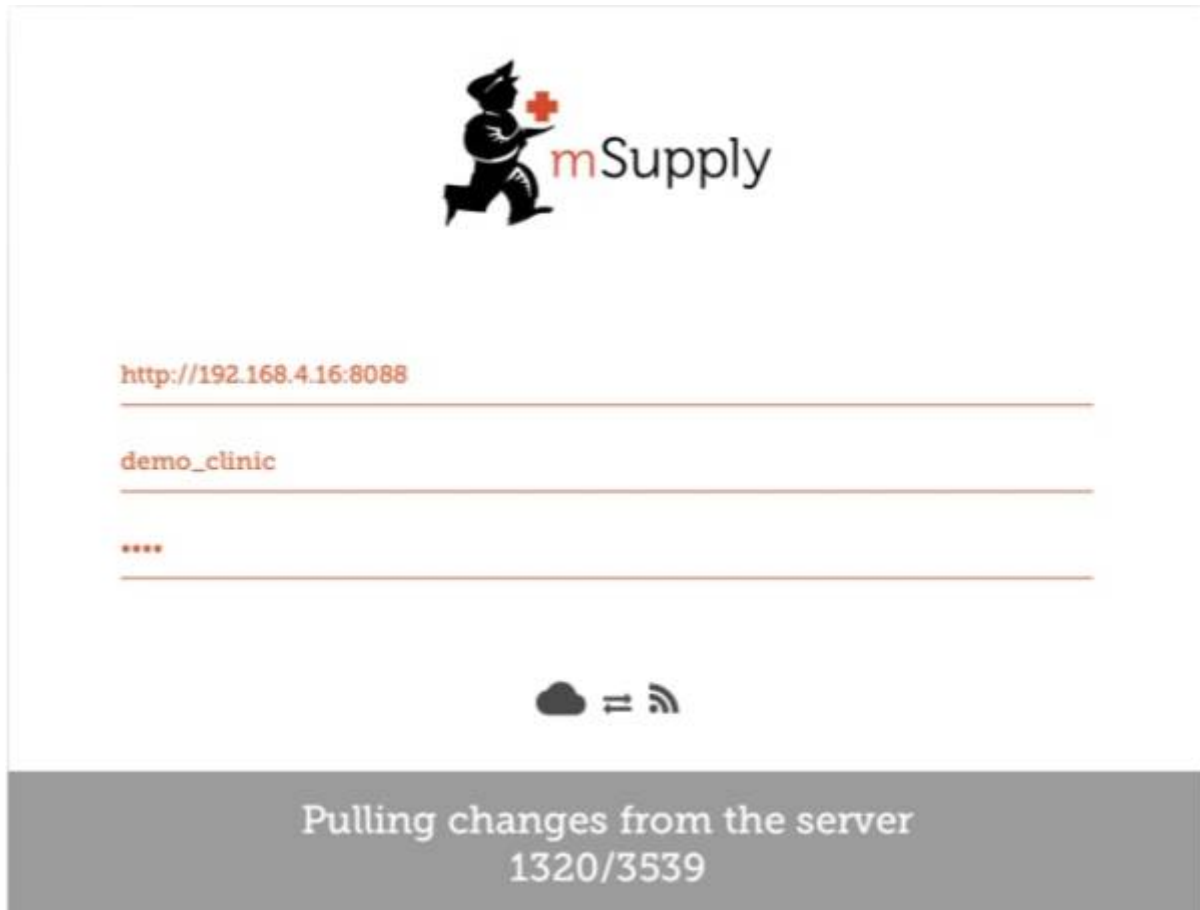 mSupply
http://192.168.4.16:8088
demo_clinic
••••
Pulling changes from the server
1320/3539